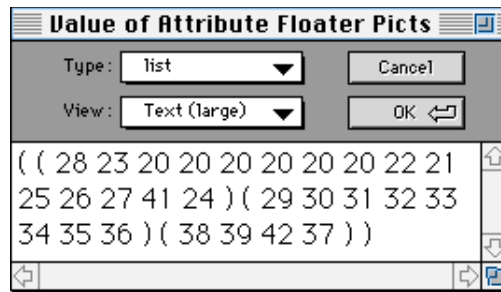 Value of Attribute Floater Picts
Type: list
Cancel
View: Text (large)
OK
( ( 28 23 20 20 20 20 20 20 22 21
25 26 27 41 24 ) ( 29 30 31 32 33
34 35 36 ) ( 38 39 42 37 ) )